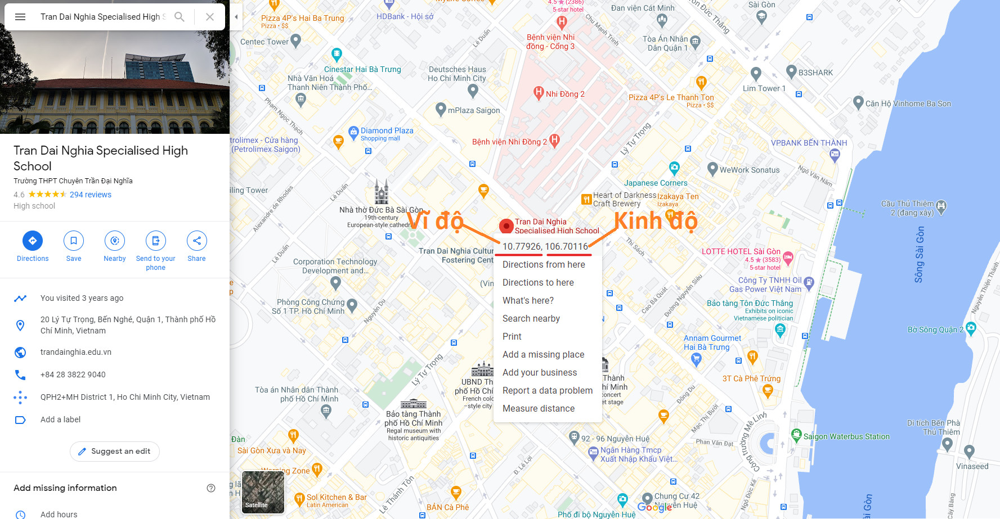 Tran Dai Nghia Specialised High S
Tran Dai Nghia Specialised High
School
Trường THPT Chuyên Trần Đại Nghĩa
4.6
294 reviews
High school
Directions
Save
Nearby
Send to your
phone
Share
You visited 3 years ago
20 Lý Tự Trọng, Bến Nghé, Quận 1, Thành phố Hồ
Chí Minh, Vietnam
trandainghia.edu.vn
+84 28 3822 9040
QPH2+MH District 1, Ho Chi Minh City, Vietnam
Add a label
Suggest an edit
Add missing information
Add hours
Pizza 4P's Hai Ba Trung
Pizza • $$
HDBank - Hội sở
4.5 ★ (2386)
5-star hotel
Đan viện Cát Minh
Tôn Đức Thắng
Sài Gòn
Centec Tower
Lê Duẩn
Bệnh viện Nhi
đồng - Cổng 3
Chu Mạnh Trinh
Tòa Án Nhân
Dân Quận 1
Cinestar Hai Bà Trưng
Nhà Văn Hoá
Thanh Niên Thành Phố...
Deutsches Haus
Ho Chi Minh City
B3SHARK
Lim Tower 1
Nhi Đồng 2
Pizza 4P's Le Thanh Ton
Pizza • $$
Căn Hộ Vinhome Ba Son
Phạm Ngọc Thạch
mPlaza Saigon
Diamond Plaza
Shopping mall
trolimex - Cửa hàng
(Petrolimex Saigon)
Bệnh viện Nhi Đồng 2
Lý Tự Trọng
VPBANK BẾN THÀNH
WeWork Sonatus
Ngô Văn Năm
Japanese Corners
iling Tower
Alexandre de Rhodes
Lê Duẩn
Heart of Darkness
Craft Brewery
Izakaya Ten
Izakaya
Cầu Thủ Thiêm
2 (đang xây)
Nhà thờ Đức Bà Sài Gòn
19th-century
European-style cathedral
Vĩ độ
Kinh độ
Tran Dai Nghia
Specialised High School
10.77926, 106.70116
Directions from here
Directions to here
What's here?
Search nearby
Print
Add a missing place
Add your business
Report a data problem
Measure distance
Tran Dai Nghia Cultur
Fostering Cent
Lê Duẩn
Thi Sách
Sông Sài Gòn
LOTTE HOTEL Sài Gòn
4.5 ★ (3583)
5-star hotel
Corporation Technology
Development and...
(Vin
Công Ty TNHH Oil
Gas Power Việt Nam
Đường Nguyễn Siêu
Cao Bá Quát
Nguyễn Thiện Thành
Phòng Công Chứng
Số 1 TP. Hồ Chí Minh
Nguyễn Du
Bảo tàng Tôn Đức Thắng
Exhibits on iconic
Vietnamese politician
Bờ Sông Quận 2
Annam Gourmet
Hai Bà Trưng
Lý Tự Trọng
UBND Th
phố Hồ Chí
French colo
-style city
Thành
hí Minh
concert
et stage
3T Cà Phê Trứng
Đông Du
Mạc Thị Bưởi
Tòa án Nhân dân Thành
phố Hồ Chí Minh
Bảo tàng Thành
phố Hồ Chí Minh
Regal museum with
historic antiquities
Công trường Mê Linh
Di tích Bến Phà
Thủ Thiêm
Saigon Waterbus Station
Đàn
Sài Gòn Xưa và Nay
92 - 96 Nguyễn Huệ
Ngân Hàng Tmcp
Xuất Nhập Khẩu Việt...
Phan Văn Đạt
Vinaseed
ng Zone
Đ. Lê Lợi
Lê Thánh Tôn
Satellite
Sol Kitchen & Bar
Latin American
BẢN Cà Phê
Chung Cư 42
Nguyễn Huệ
Google
Phố đi bộ Nguyễn Huệ
Ngô Đức Kế
ài Gòn
Cây Bàng